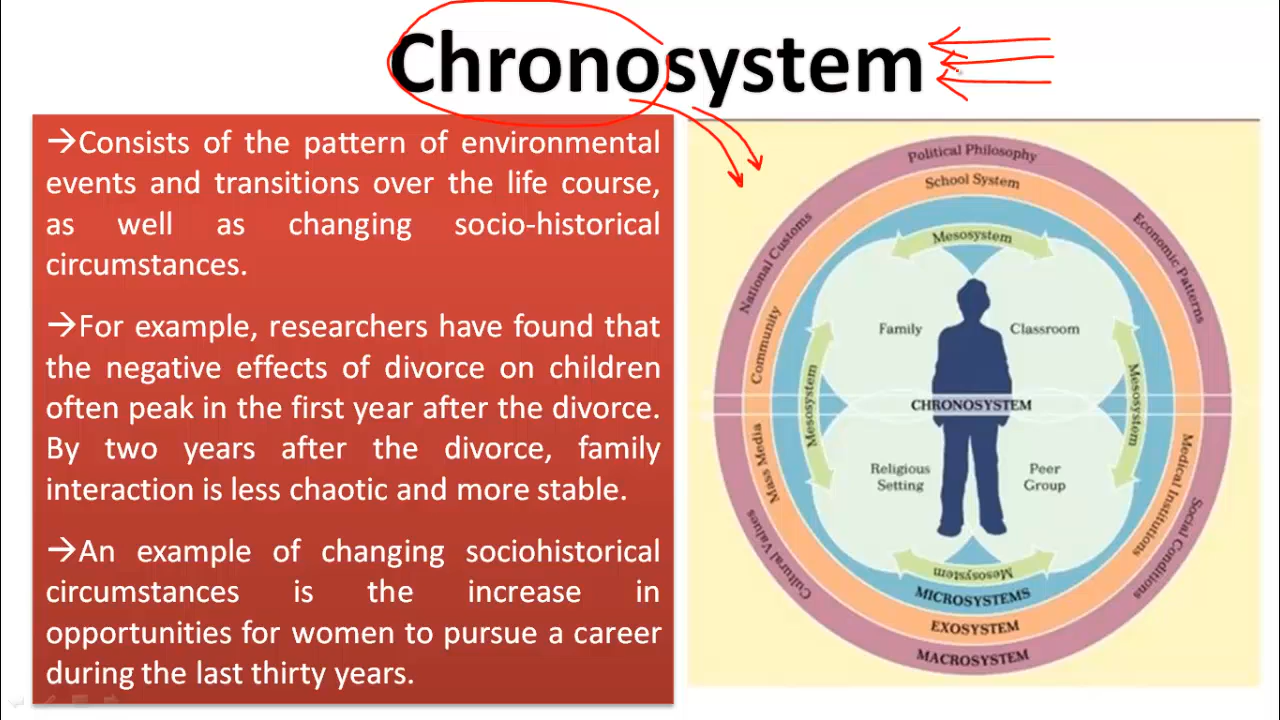 Chronosystem
→Consists of the pattern of environmental
events and transitions over the life course,
as well as changing socio-historical
circumstances.
→For example, researchers have found that
the negative effects of divorce on children
often peak in the first year after the divorce.
By two years after the divorce, family
interaction is less chaotic and more stable.
→An example of changing sociohistorical
circumstances is the increase in
opportunities for women to pursue a career
during the last thirty years.
Political Philosophy
School System
Mesosystem
National Customs
Economic Patterns
Community
Family
Classroom
Mesosystem
Mesosystem
CHRONOSYSTEM
Mass Media
Medical Institutions
Religious
Setting
Peer
Group
Cultural Values
Social Conditions
Mesosystem
MICROSYSTEMS
EXOSYSTEM
MACROSYSTEM